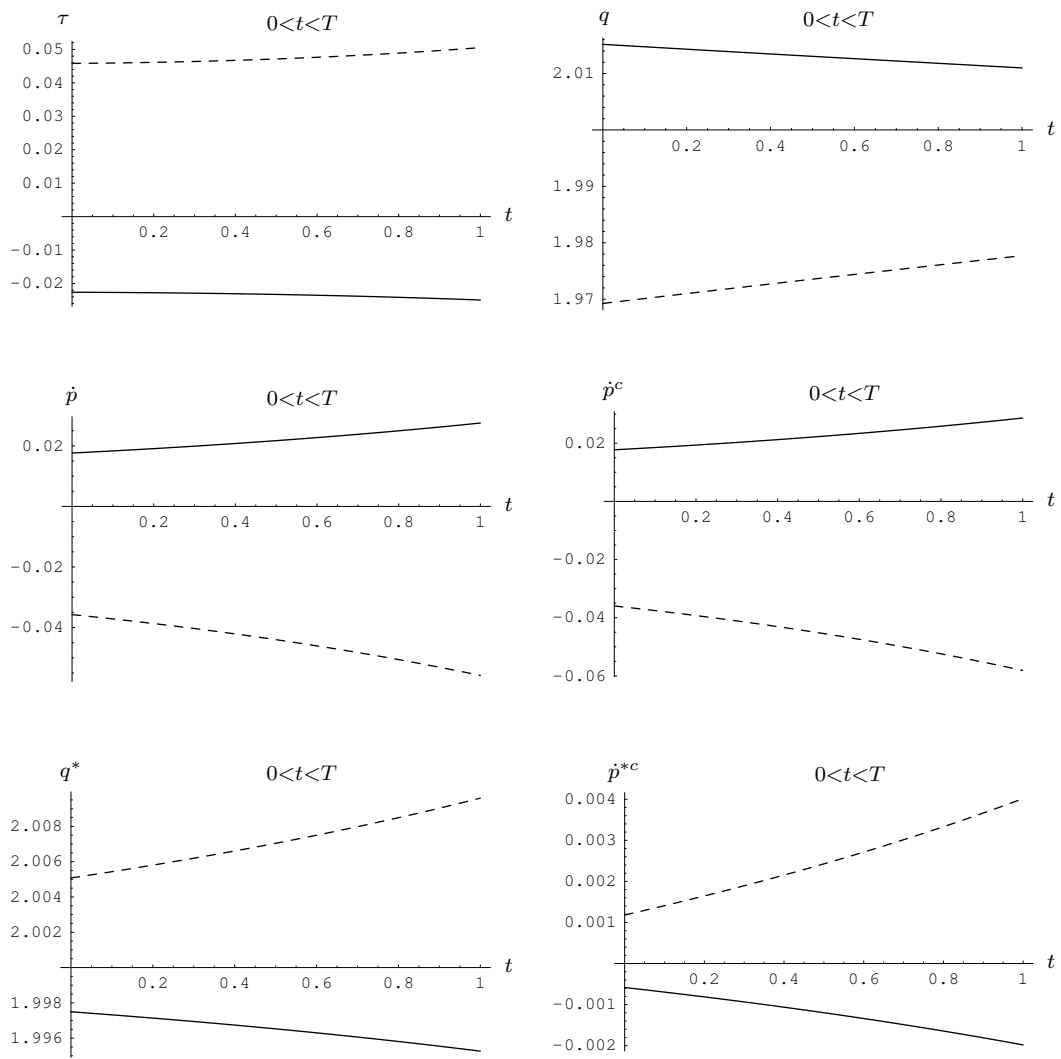 τ
0<t<T
0.05
0.04
0.03
0.02
0.01
t
0.2 0.4 0.6 0.8 1
-0.01
-0.02
q
0<t<T
2.01
t
0.2 0.4 0.6 0.8 1
1.99
1.98
1.97
ṗ
0<t<T
0.02
t
0.2 0.4 0.6 0.8 1
-0.02
-0.04
ṗ^c
0<t<T
0.02
t
0.2 0.4 0.6 0.8 1
-0.02
-0.04
-0.06
q*
0<t<T
2.008
2.006
2.004
2.002
t
0.2 0.4 0.6 0.8 1
1.998
1.996
ṗ*c
0<t<T
0.004
0.003
0.002
0.001
t
0.2 0.4 0.6 0.8 1
-0.001
-0.002